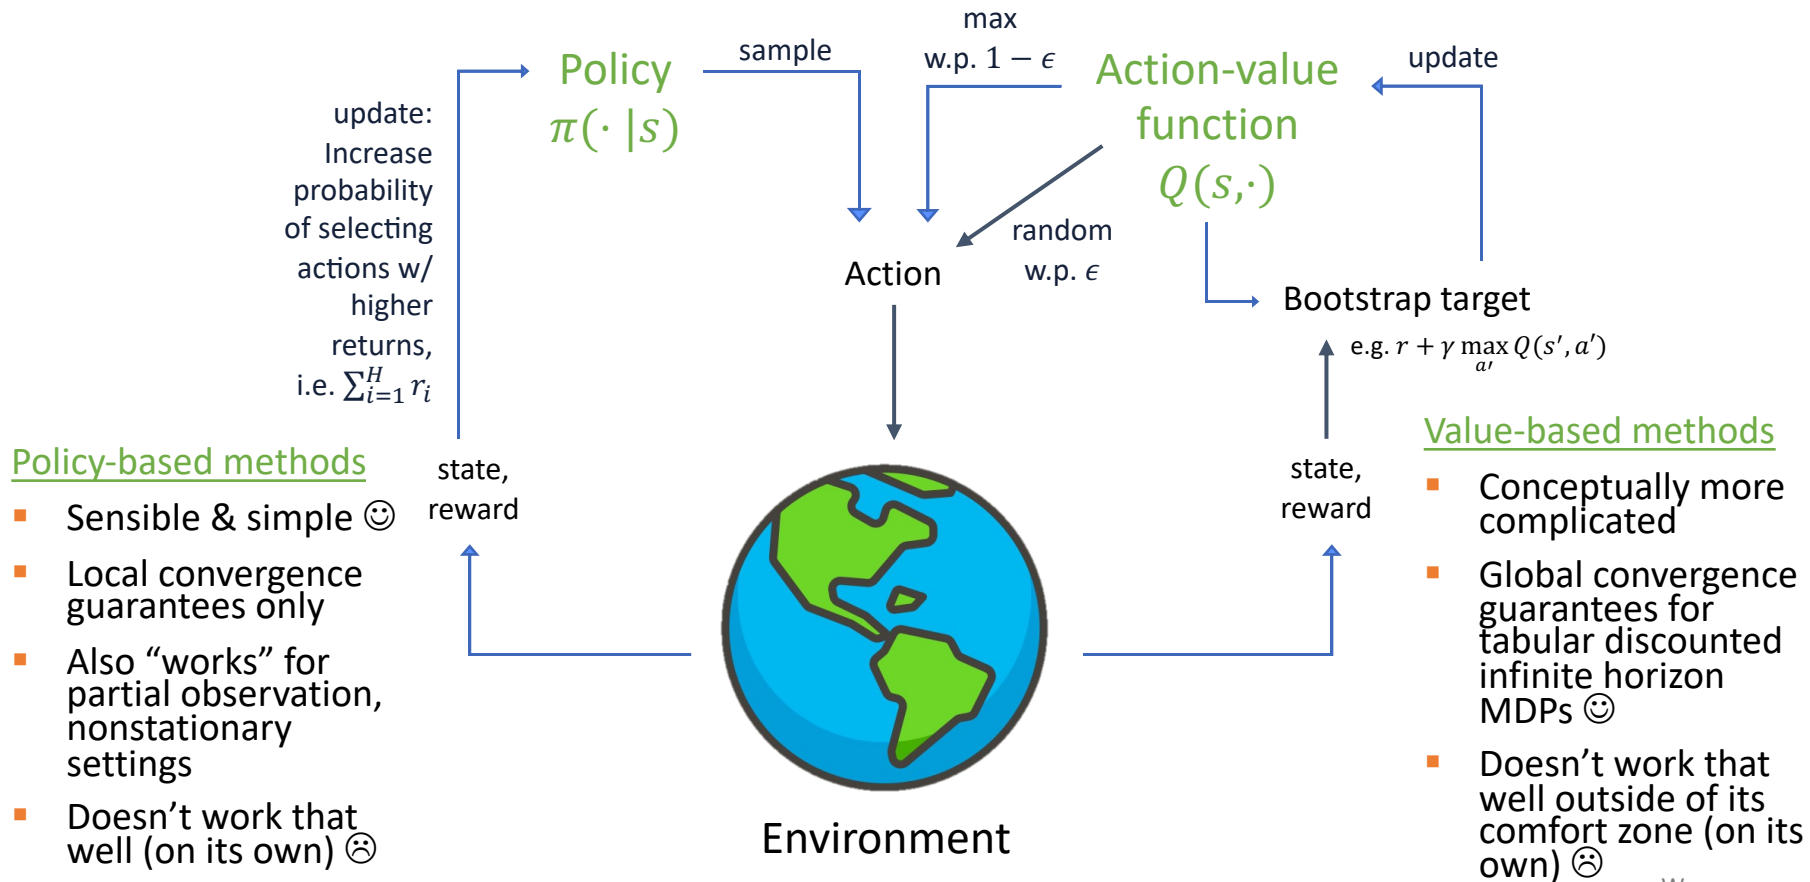 max
w.p. 1 − ϵ
sample
Policy
π(· |s)
Action-value
function
Q(s,·)
update
update:
Increase
probability
of selecting
actions w/
higher
returns,
i.e. ∑_{i=1}^{H} r_i
random
w.p. ϵ
Action
Bootstrap target
e.g. r + γ max_{a′} Q(s′, a′)
Policy-based methods
▪ Sensible & simple ☺
▪ Local convergence
guarantees only
▪ Also “works” for
partial observation,
nonstationary
settings
▪ Doesn’t work that
well (on its own) ☹
state,
reward
Environment
state,
reward
Value-based methods
▪ Conceptually more
complicated
▪ Global convergence
guarantees for
tabular discounted
infinite horizon
MDPs ☺
▪ Doesn’t work that
well outside of its
comfort zone (on its
own) ☹